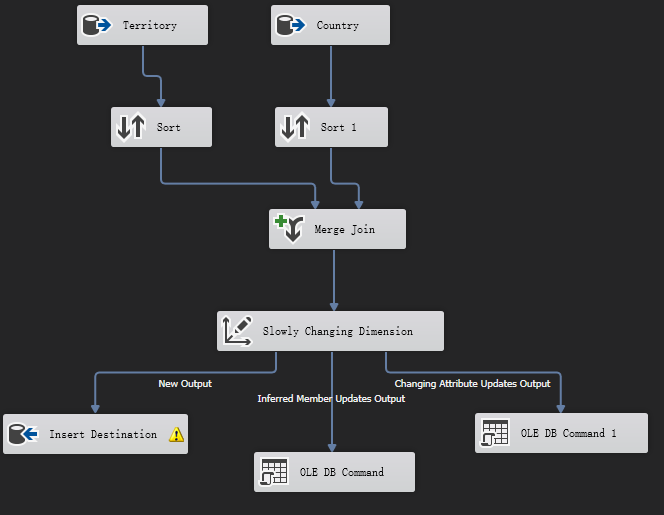 Territory
Country
Sort
Sort 1
Merge Join
Slowly Changing Dimension
New Output
Inferred Member Updates Output
Changing Attribute Updates Output
Insert Destination
OLE DB Command
OLE DB Command 1